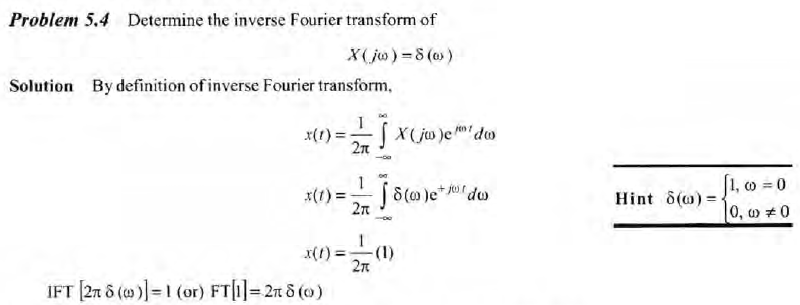 Problem 5.4 Determine the inverse Fourier transform of
X(jω) = δ(ω)
Solution By definition of inverse Fourier transform,
x(t) = 1/2π ∫_{-∞}^{∞} X(jω)e^{jωt} dω
x(t) = 1/2π ∫_{-∞}^{∞} δ(ω)e^{+jωt} dω
Hint δ(ω) = {1, ω = 0
0, ω ≠ 0
x(t) = 1/2π (1)
IFT [2π δ(ω)] = 1 (or) FT[1] = 2π δ(ω)